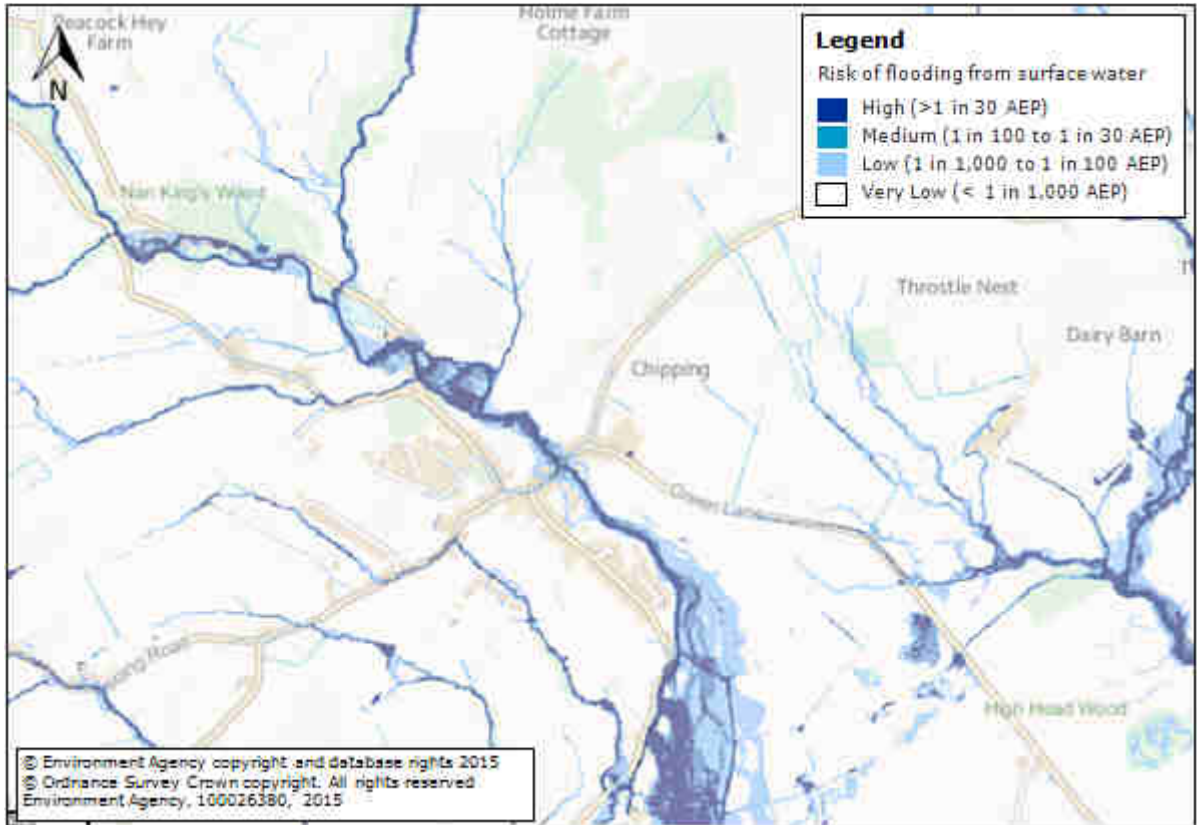 Peacock Hey
Farm
N
Holme Farm
Cottage
Legend
Risk of flooding from surface water
High (>1 in 30 AEP)
Medium (1 in 100 to 1 in 30 AEP)
Low (1 in 1,000 to 1 in 100 AEP)
Very Low (< 1 in 1,000 AEP)
Nan King's Wood
Throstle Nest
Dairy Barn
Chipping
Green Lane
Road
High Head Wood
© Environment Agency copyright and database rights 2015
© Ordnance Survey Crown copyright. All rights reserved
Environment Agency, 100026380, 2015